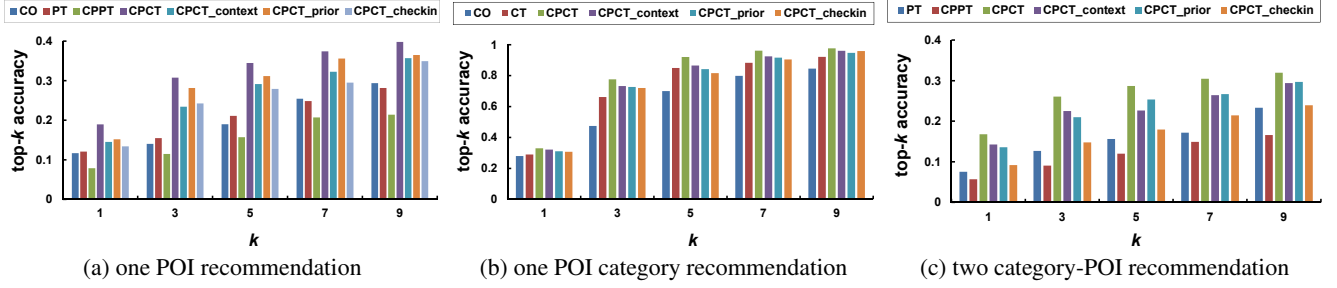 CO PT CPPT CPCT CPCT_context CPCT_prior CPCT_checkin
top-k accuracy
0.4
0.3
0.2
0.1
0
1 3 5 7 9
k
(a) one POI recommendation
CO CT CPCT CPCT_context CPCT_prior CPCT_checkin
top-k accuracy
1
0.8
0.6
0.4
0.2
0
1 3 5 7 9
k
(b) one POI category recommendation
PT CPPT CPCT CPCT_context CPCT_prior CPCT_checkin
top-k accuracy
0.4
0.3
0.2
0.1
0
1 3 5 7 9
k
(c) two category-POI recommendation